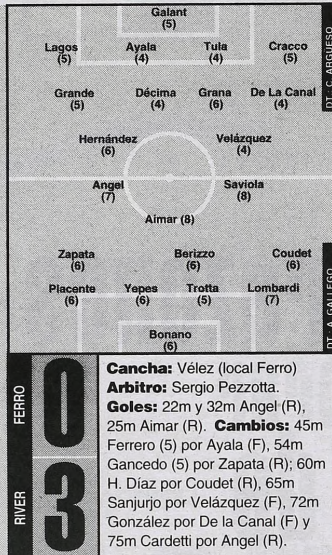 Galant
(5)
Lagos Ayala Tula Cracco
(5) (4) (4) (5)
Grande Décima Grana De La Canal
(5) (4) (6) (4)
Hernández Velázquez
(6) (4)
Angel Saviola
(7) (8)
Aimar (8)
Zapata Berizzo Coudet
(6) (6) (6)
Placente Yepes Trotta Lombardi
(6) (6) (5) (7)
Bonano
(6)
DT: C. ARGÜESO
DT: A. GALLEGO
FERRO 0
RIVER 3
Cancha: Vélez (local Ferro)
Arbitro: Sergio Pezzotta.
Goles: 22m y 32m Angel (R),
25m Aimar (R). Cambios: 45m
Ferrero (5) por Ayala (F), 54m
Gancedo (5) por Zapata (R); 60m
H. Díaz por Coudet (R), 65m
Sanjurjo por Velázquez (F), 72m
González por De la Canal (F) y
75m Cardetti por Angel (R).